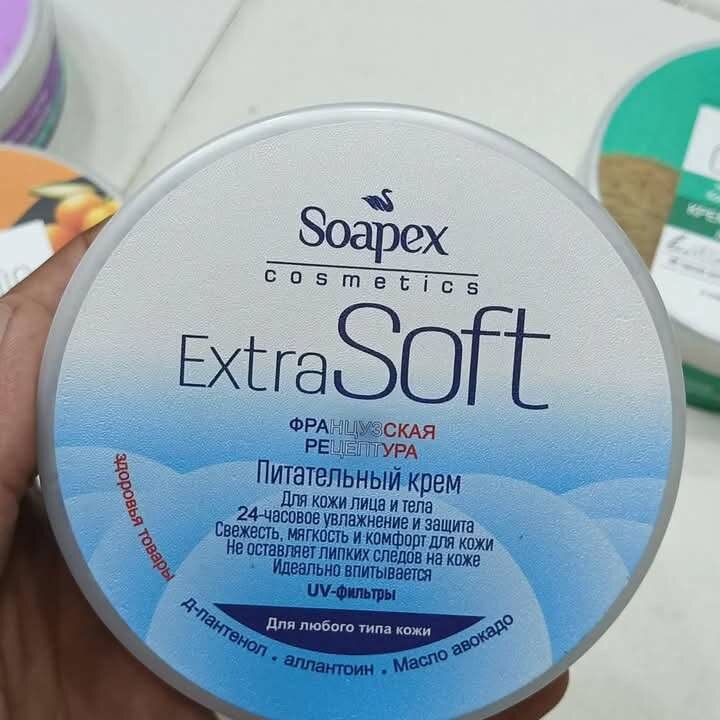 Soapex
cosmetics
Extra Soft
ФРАНЦУЗСКАЯ
РЕЦЕПТУРА
Питательный крем
Для кожи лица и тела
24-часовое увлажнение и защита
Свежесть, мягкость и комфорт для кожи
Не оставляет липких следов на коже
Идеально впитывается
UV-фильтры
здоровья товары
Для любого типа кожи
д-пантенол • аллантоин • Масло авокадо